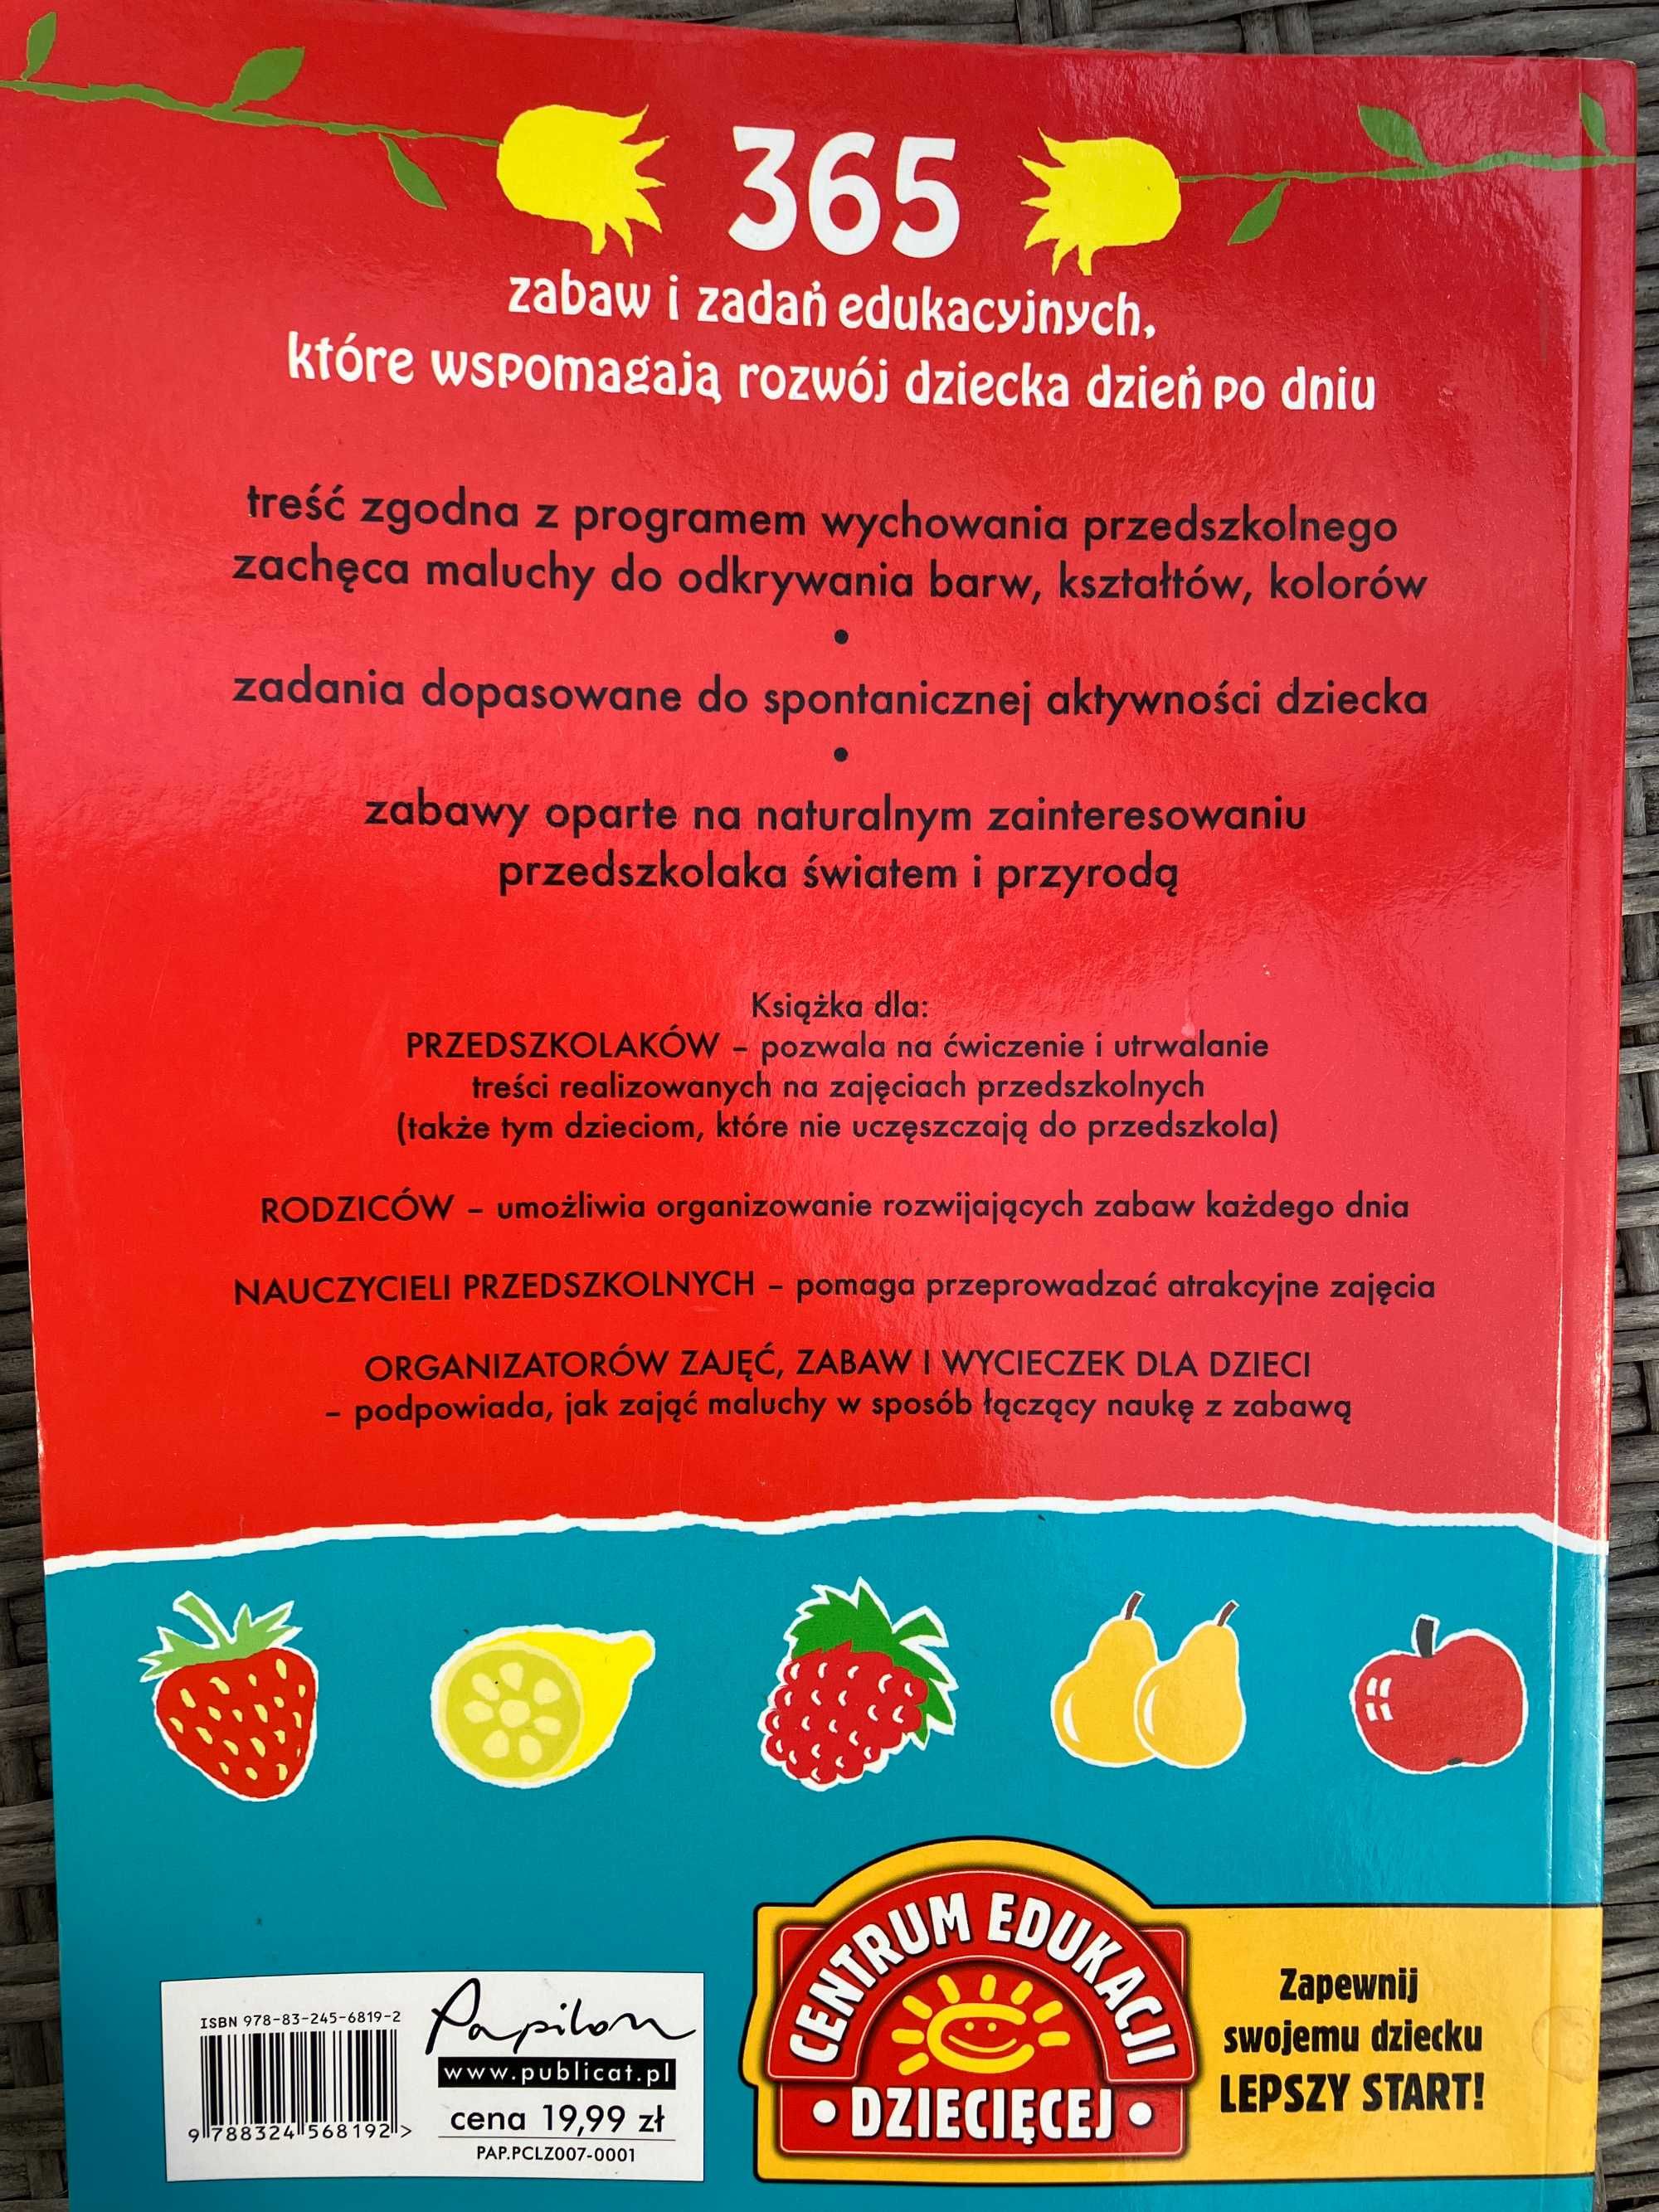 365
zabaw i zadań edukacyjnych,
które wspomagają rozwój dziecka dzień po dniu
treść zgodna z programem wychowania przedszkolnego
zachęca maluchy do odkrywania barw, kształtów, kolorów
•
zadania dopasowane do spontanicznej aktywności dziecka
•
zabawy oparte na naturalnym zainteresowaniu
przedszkolaka światem i przyrodą
Książka dla:
PRZEDSZKOLAKÓW – pozwala na ćwiczenie i utrwalanie
treści realizowanych na zajęciach przedszkolnych
(także tym dzieciom, które nie uczęszczają do przedszkola)
RODZICÓW – umożliwia organizowanie rozwijających zabaw każdego dnia
NAUCZYCIELI PRZEDSZKOLNYCH – pomaga przeprowadzać atrakcyjne zajęcia
ORGANIZATORÓW ZAJĘĆ, ZABAW I WYCIECZEK DLA DZIECI
– podpowiada, jak zająć maluchy w sposób łączący naukę z zabawą
ISBN 978-83-245-6819-2
9 788324 568192 >
Papilon
www.publicat.pl
cena 19,99 zł
PAP.PCLZ007-0001
CENTRUM EDUKACJI
• DZIECIĘCEJ •
Zapewnij
swojemu dziecku
LEPSZY START!